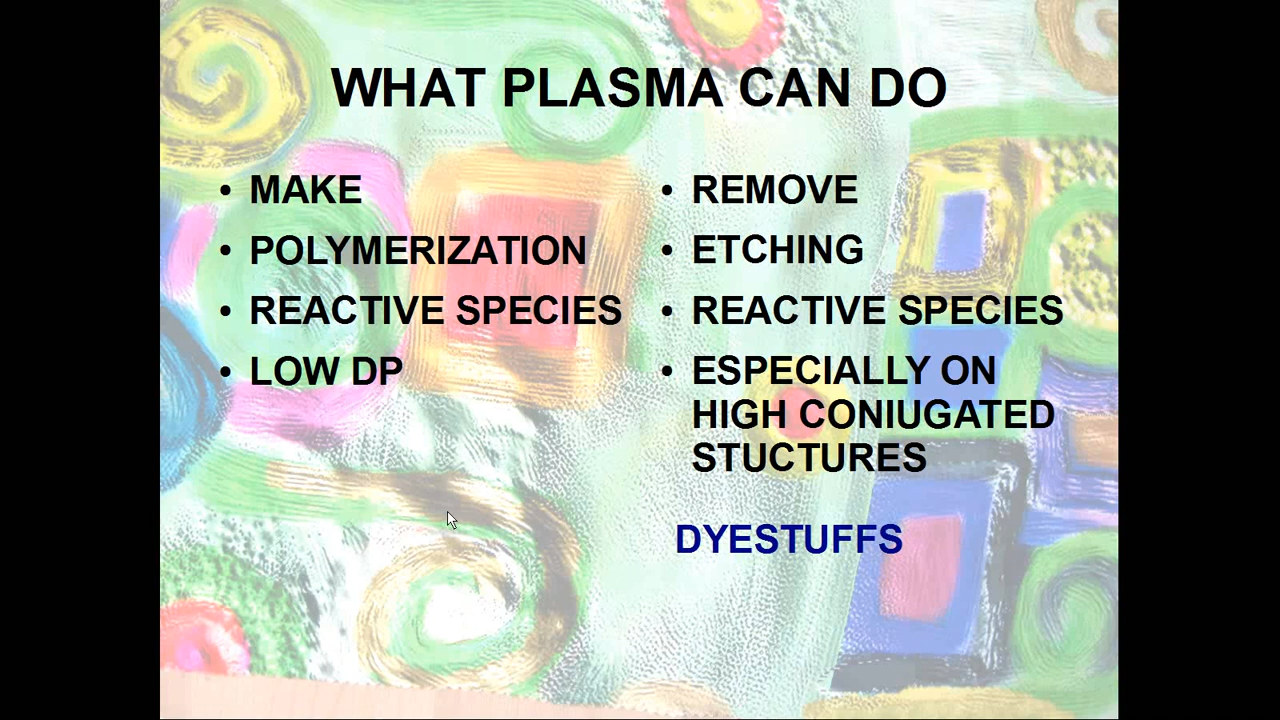 WHAT PLASMA CAN DO
• MAKE
• POLYMERIZATION
• REACTIVE SPECIES
• LOW DP
• REMOVE
• ETCHING
• REACTIVE SPECIES
• ESPECIALLY ON
HIGH CONIUGATED
STUCTURES
DYESTUFFS